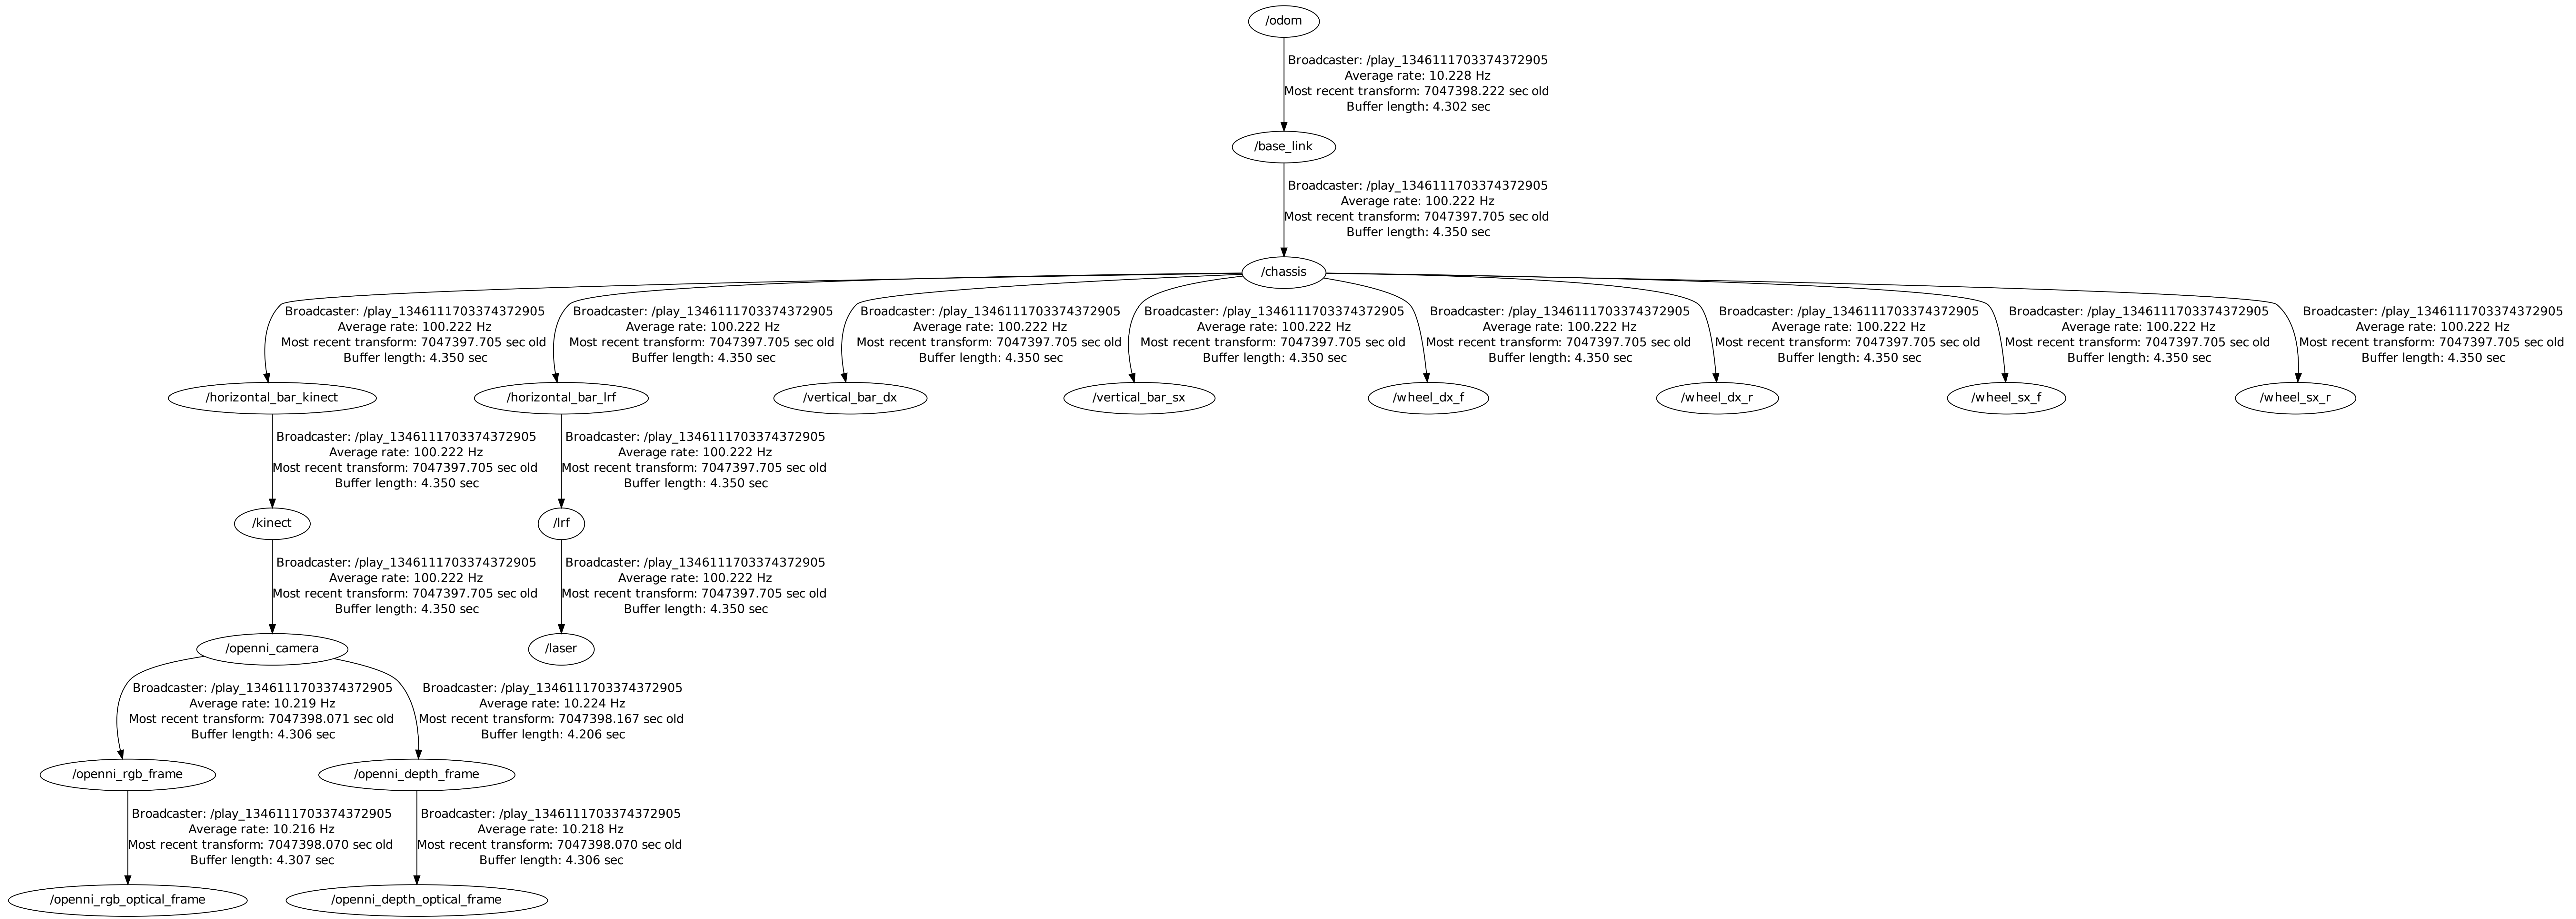 /odom
Broadcaster: /play_1346111703374372905
Average rate: 10.228 Hz
Most recent transform: 7047398.222 sec old
Buffer length: 4.302 sec
/base_link
Broadcaster: /play_1346111703374372905
Average rate: 100.222 Hz
Most recent transform: 7047397.705 sec old
Buffer length: 4.350 sec
/chassis
Broadcaster: /play_1346111703374372905
Average rate: 100.222 Hz
Most recent transform: 7047397.705 sec old
Buffer length: 4.350 sec
Broadcaster: /play_1346111703374372905
Average rate: 100.222 Hz
Most recent transform: 7047397.705 sec old
Buffer length: 4.350 sec
Broadcaster: /play_1346111703374372905
Average rate: 100.222 Hz
Most recent transform: 7047397.705 sec old
Buffer length: 4.350 sec
Broadcaster: /play_1346111703374372905
Average rate: 100.222 Hz
Most recent transform: 7047397.705 sec old
Buffer length: 4.350 sec
Broadcaster: /play_1346111703374372905
Average rate: 100.222 Hz
Most recent transform: 7047397.705 sec old
Buffer length: 4.350 sec
Broadcaster: /play_1346111703374372905
Average rate: 100.222 Hz
Most recent transform: 7047397.705 sec old
Buffer length: 4.350 sec
Broadcaster: /play_1346111703374372905
Average rate: 100.222 Hz
Most recent transform: 7047397.705 sec old
Buffer length: 4.350 sec
Broadcaster: /play_1346111703374372905
Average rate: 100.222 Hz
Most recent transform: 7047397.705 sec old
Buffer length: 4.350 sec
/horizontal_bar_kinect
/horizontal_bar_lrf
/vertical_bar_dx
/vertical_bar_sx
/wheel_dx_f
/wheel_dx_r
/wheel_sx_f
/wheel_sx_r
Broadcaster: /play_1346111703374372905
Average rate: 100.222 Hz
Most recent transform: 7047397.705 sec old
Buffer length: 4.350 sec
Broadcaster: /play_1346111703374372905
Average rate: 100.222 Hz
Most recent transform: 7047397.705 sec old
Buffer length: 4.350 sec
/kinect
/lrf
Broadcaster: /play_1346111703374372905
Average rate: 100.222 Hz
Most recent transform: 7047397.705 sec old
Buffer length: 4.350 sec
Broadcaster: /play_1346111703374372905
Average rate: 100.222 Hz
Most recent transform: 7047397.705 sec old
Buffer length: 4.350 sec
/openni_camera
/laser
Broadcaster: /play_1346111703374372905
Average rate: 10.219 Hz
Most recent transform: 7047398.071 sec old
Buffer length: 4.306 sec
Broadcaster: /play_1346111703374372905
Average rate: 10.224 Hz
Most recent transform: 7047398.167 sec old
Buffer length: 4.206 sec
/openni_rgb_frame
/openni_depth_frame
Broadcaster: /play_1346111703374372905
Average rate: 10.216 Hz
Most recent transform: 7047398.070 sec old
Buffer length: 4.307 sec
Broadcaster: /play_1346111703374372905
Average rate: 10.218 Hz
Most recent transform: 7047398.070 sec old
Buffer length: 4.306 sec
/openni_rgb_optical_frame
/openni_depth_optical_frame